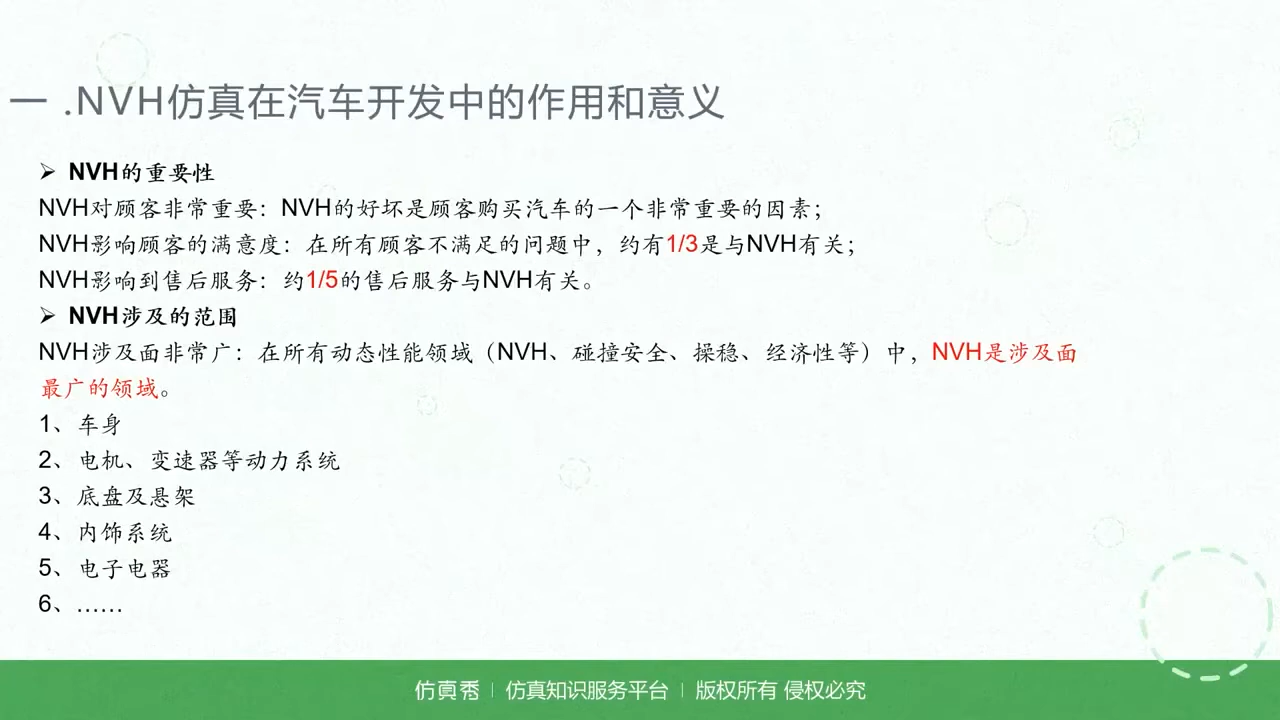 一 .NVH仿真在汽车开发中的作用和意义
➢ NVH的重要性
NVH对顾客非常重要：NVH的好坏是顾客购买汽车的一个非常重要的因素；
NVH影响顾客的满意度：在所有顾客不满足的问题中，约有1/3是与NVH有关；
NVH影响到售后服务：约1/5的售后服务与NVH有关。
➢ NVH涉及的范围
NVH涉及面非常广：在所有动态性能领域（NVH、碰撞安全、操稳、经济性等）中，NVH是涉及面
最广的领域。
1、车身
2、电机、变速器等动力系统
3、底盘及悬架
4、内饰系统
5、电子电器
6、……
仿真秀 | 仿真知识服务平台 | 版权所有 侵权必究